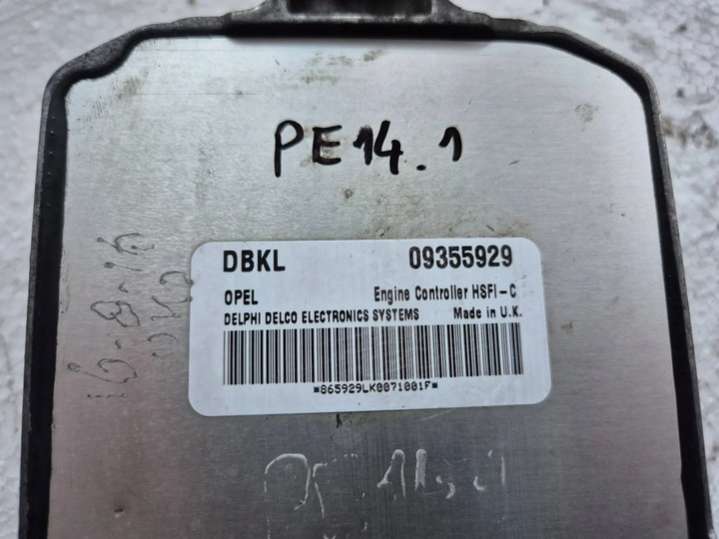 PE14.1
DBKL 09355929
OPEL Engine Controller HSFI-C
DELPHI DELCO ELECTRONICS SYSTEMS Made in U.K.
*865929LK0071001F*